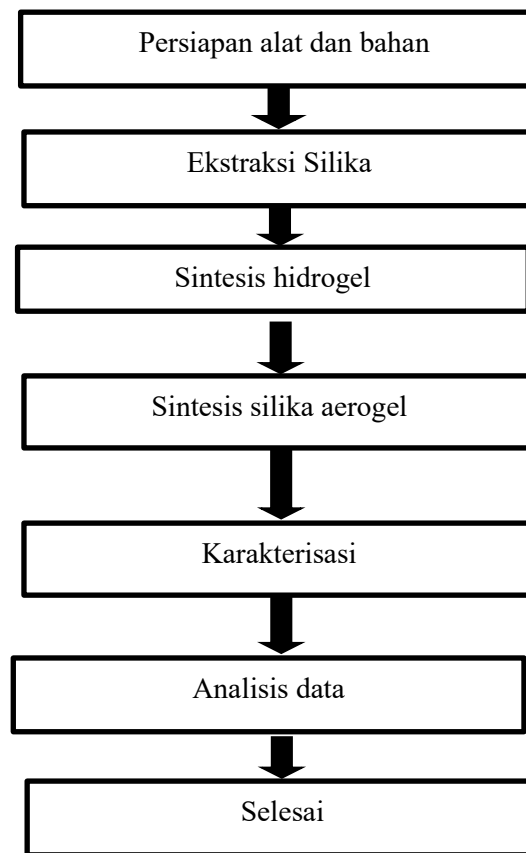 Persiapan alat dan bahan
Ekstraksi Silika
Sintesis hidrogel
Sintesis silika aerogel
Karakterisasi
Analisis data
Selesai